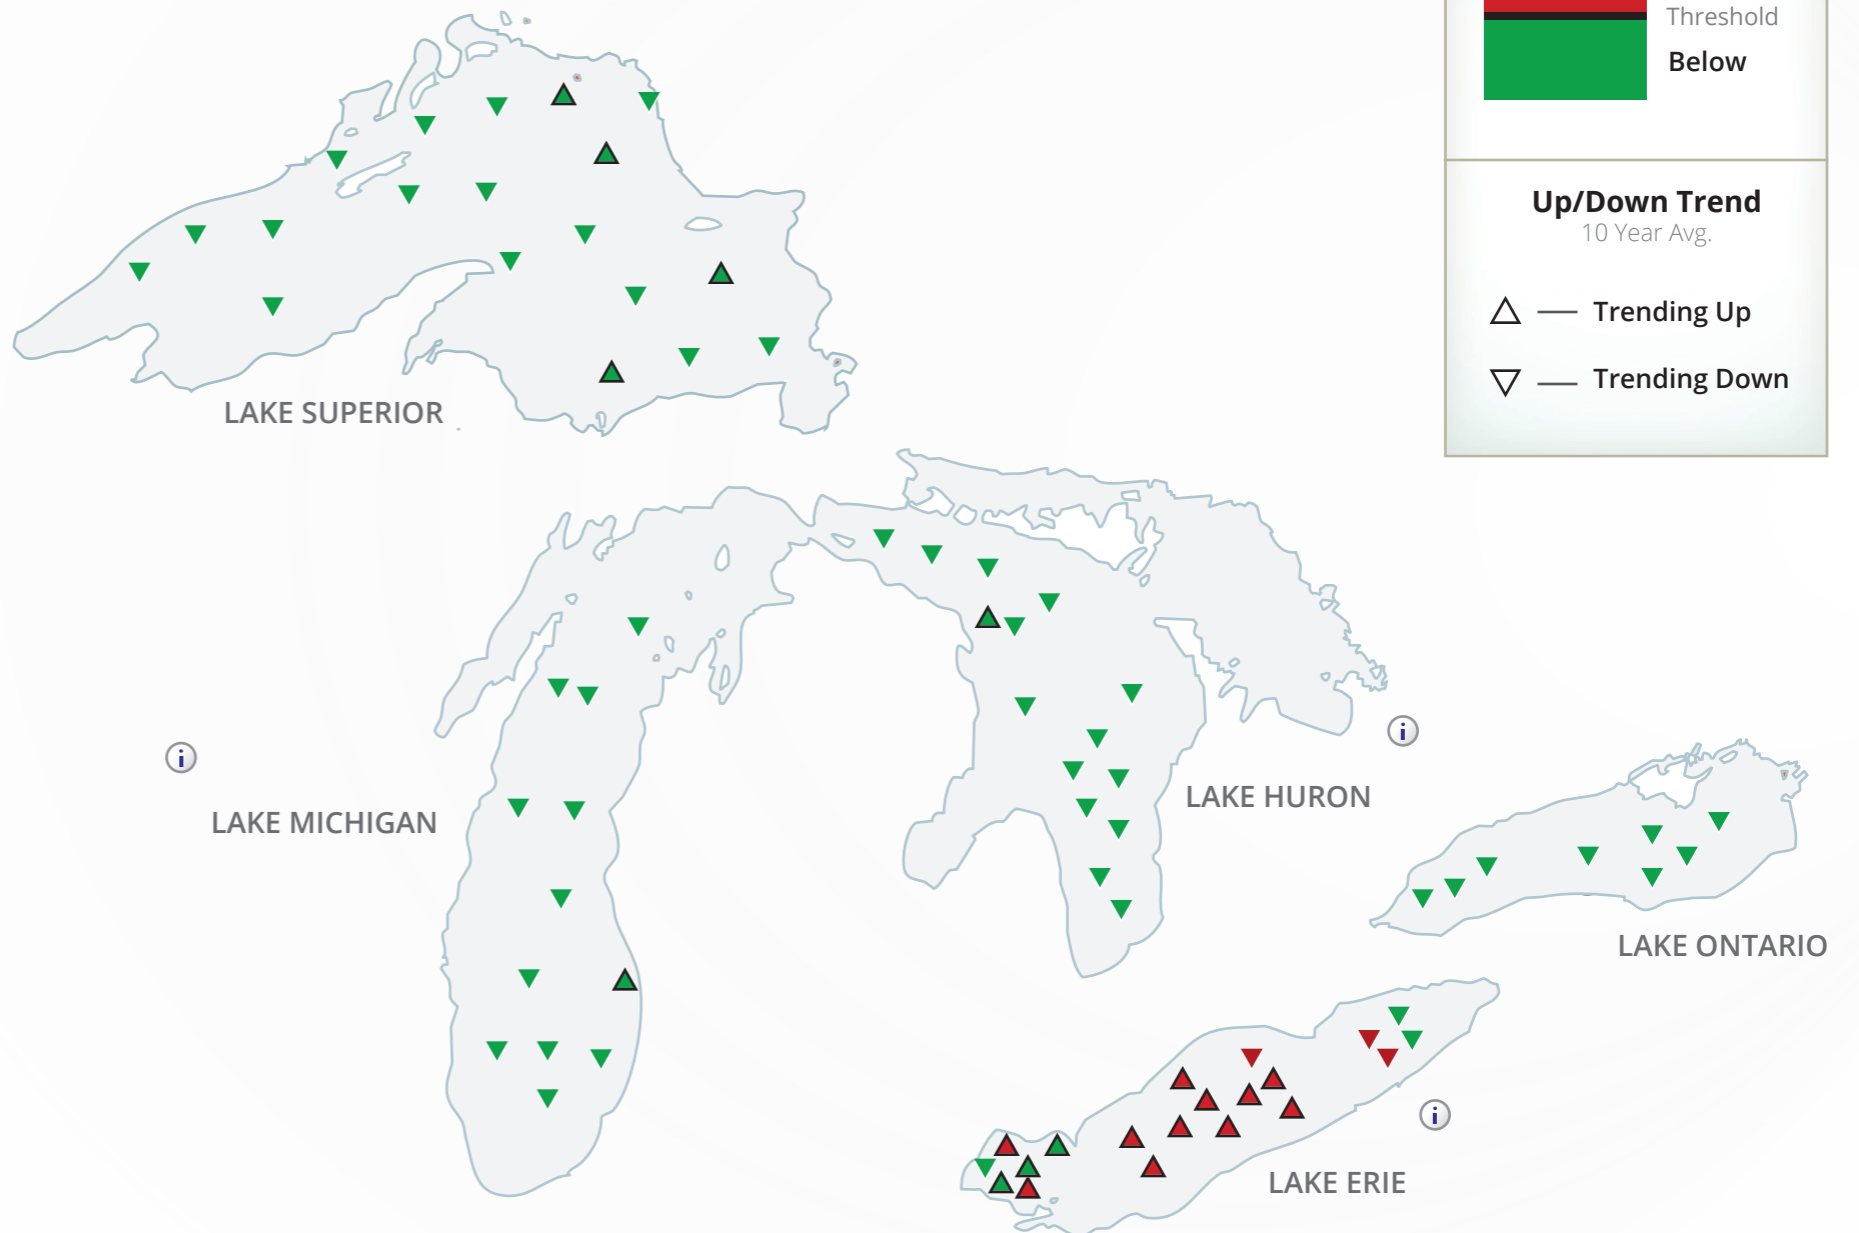 Threshold
Below
Up/Down Trend
10 Year Avg.
Trending Up
Trending Down
LAKE SUPERIOR
i
LAKE MICHIGAN
LAKE HURON
i
LAKE ONTARIO
i
LAKE ERIE